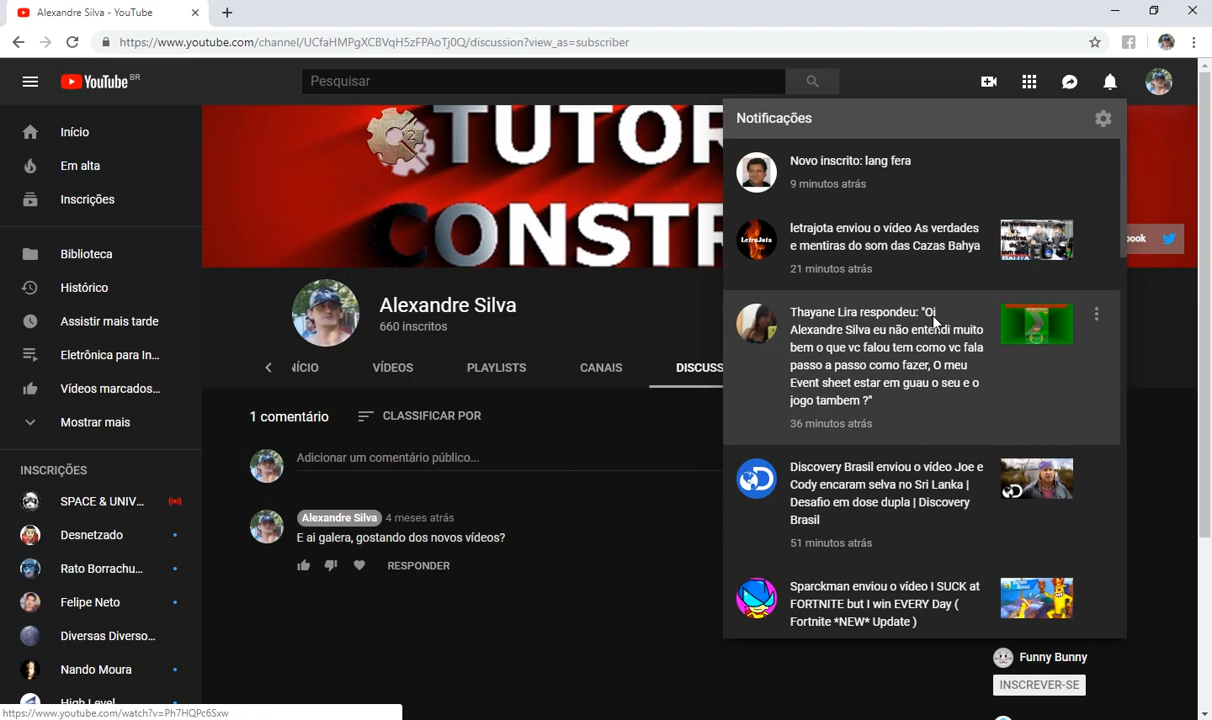 Alexandre Silva - YouTube
https://www.youtube.com/channel/UCfaHMPgXCBVqH5zFPAoTj0Q/discussion?view_as=subscriber
YouTube BR
Pesquisar
Início
Em alta
Inscrições
Biblioteca
Histórico
Assistir mais tarde
Eletrônica para In...
Vídeos marcados...
Mostrar mais
INSCRIÇÕES
SPACE & UNIV...
Desnetzado
Rato Borrachu...
Felipe Neto
Diversas Diverso...
Nando Moura
High Level
https://www.youtube.com/watch?v=Ph7HQPc6Sxw
TUTOR
CONSTR
book
Alexandre Silva
660 inscritos
NÍCIO
VÍDEOS
PLAYLISTS
CANAIS
DISCUSS
1 comentário
CLASSIFICAR POR
Adicionar um comentário público...
Alexandre Silva 4 meses atrás
E ai galera, gostando dos novos vídeos?
RESPONDER
Notificações
Novo inscrito: lang fera
9 minutos atrás
LetraJota
letrajota enviou o vídeo As verdades
e mentiras do som das Cazas Bahya
21 minutos atrás
Thayane Lira respondeu: "Oi
Alexandre Silva eu não entendi muito
bem o que vc falou tem como vc fala
passo a passo como fazer, O meu
Event sheet estar em guau o seu e o
jogo tambem ?"
36 minutos atrás
Discovery Brasil enviou o vídeo Joe e
Cody encaram selva no Sri Lanka |
Desafio em dose dupla | Discovery
Brasil
51 minutos atrás
Sparckman enviou o vídeo I SUCK at
FORTNITE but I win EVERY Day (
Fortnite *NEW* Update )
Funny Bunny
INSCREVER-SE